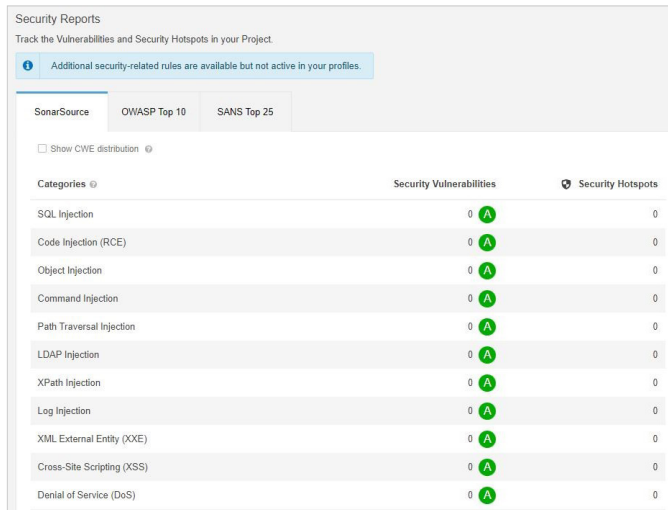 Security Reports
Track the Vulnerabilities and Security Hotspots in your Project.
Additional security-related rules are available but not active in your profiles.
SonarSource OWASP Top 10 SANS Top 25
Show CWE distribution
Categories Security Vulnerabilities Security Hotspots
SQL Injection 0 A 0
Code Injection (RCE) 0 A 0
Object Injection 0 A 0
Command Injection 0 A 0
Path Traversal Injection 0 A 0
LDAP Injection 0 A 0
XPath Injection 0 A 0
Log Injection 0 A 0
XML External Entity (XXE) 0 A 0
Cross-Site Scripting (XSS) 0 A 0
Denial of Service (DoS) 0 A 0